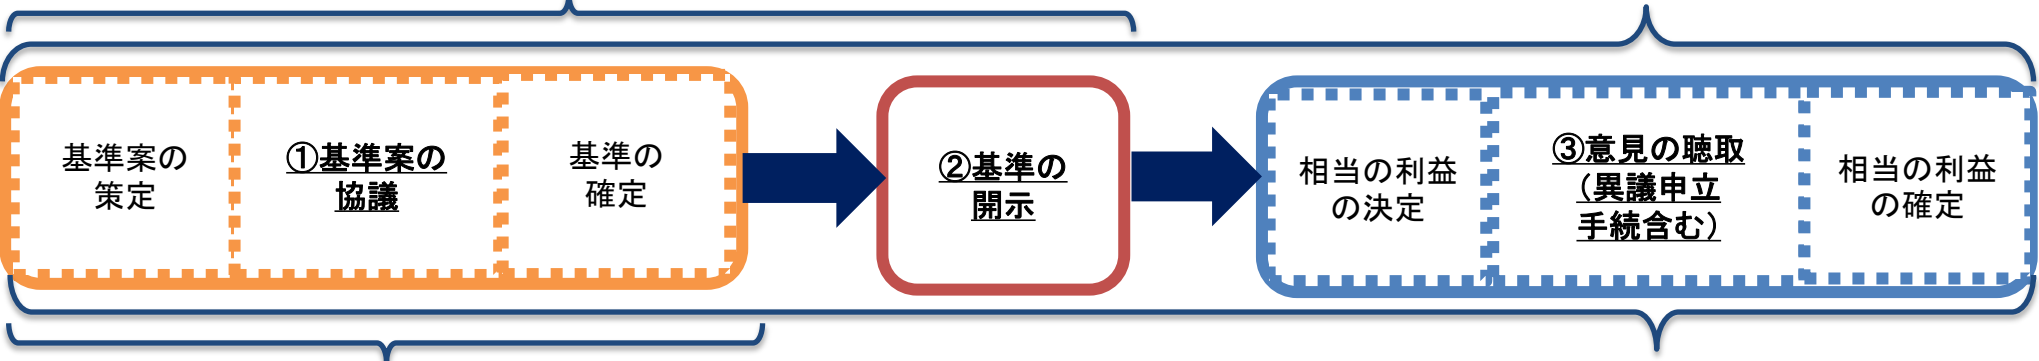 基準案の
策定
①基準案の
協議
基準の
確定
②基準の
開示
相当の利益
の決定
③意見の聴取
（異議申立
手続含む）
相当の利益
の確定